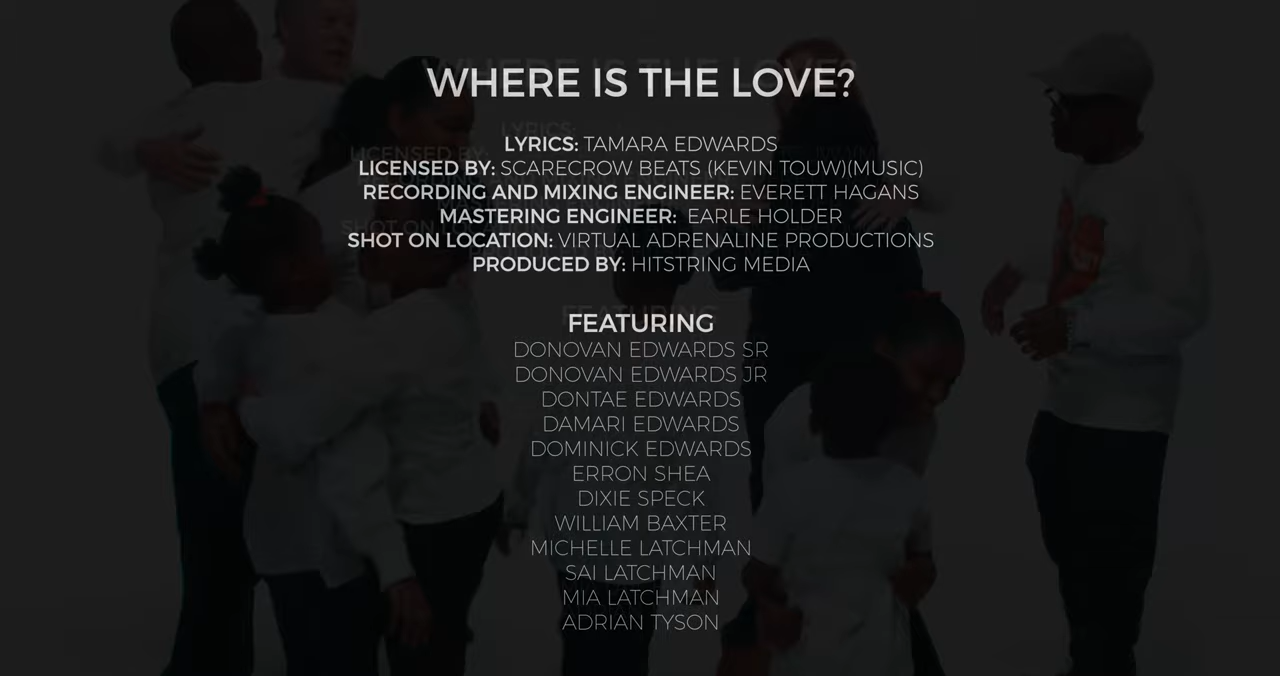 WHERE IS THE LOVE?
LYRICS: TAMARA EDWARDS
LICENSED BY: SCARECROW BEATS (KEVIN TOUW)(MUSIC)
RECORDING AND MIXING ENGINEER: EVERETT HAGANS
MASTERING ENGINEER: EARLE HOLDER
SHOT ON LOCATION: VIRTUAL ADRENALINE PRODUCTIONS
PRODUCED BY: HITSTRING MEDIA
FEATURING
DONOVAN EDWARDS SR
DONOVAN EDWARDS JR
DONTAE EDWARDS
DAMARI EDWARDS
DOMINICK EDWARDS
ERRON SHEA
DIXIE SPECK
WILLIAM BAXTER
MICHELLE LATCHMAN
SAI LATCHMAN
MIA LATCHMAN
ADRIAN TYSON